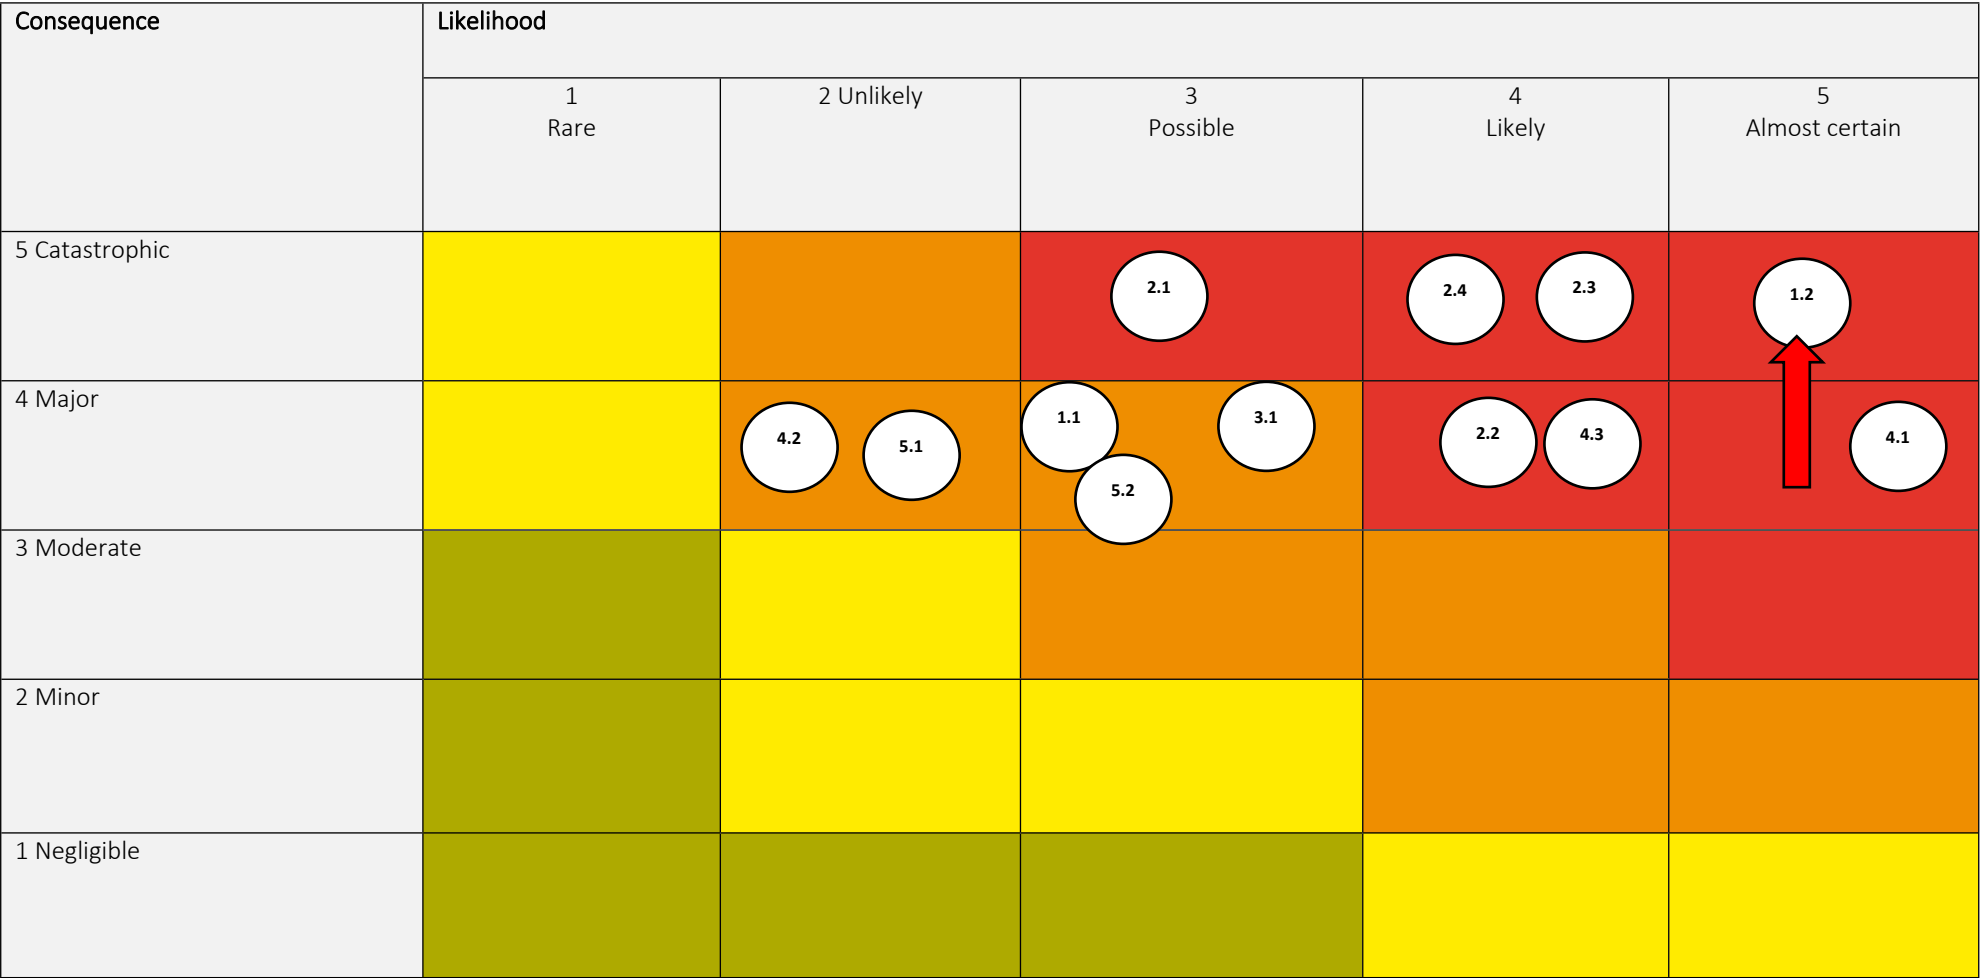 Consequence
Likelihood
1
Rare
2 Unlikely
3
Possible
4
Likely
5
Almost certain
5 Catastrophic
2.1
2.4
2.3
1.2
4 Major
4.2
5.1
1.1
5.2
3.1
2.2
4.3
4.1
3 Moderate
2 Minor
1 Negligible